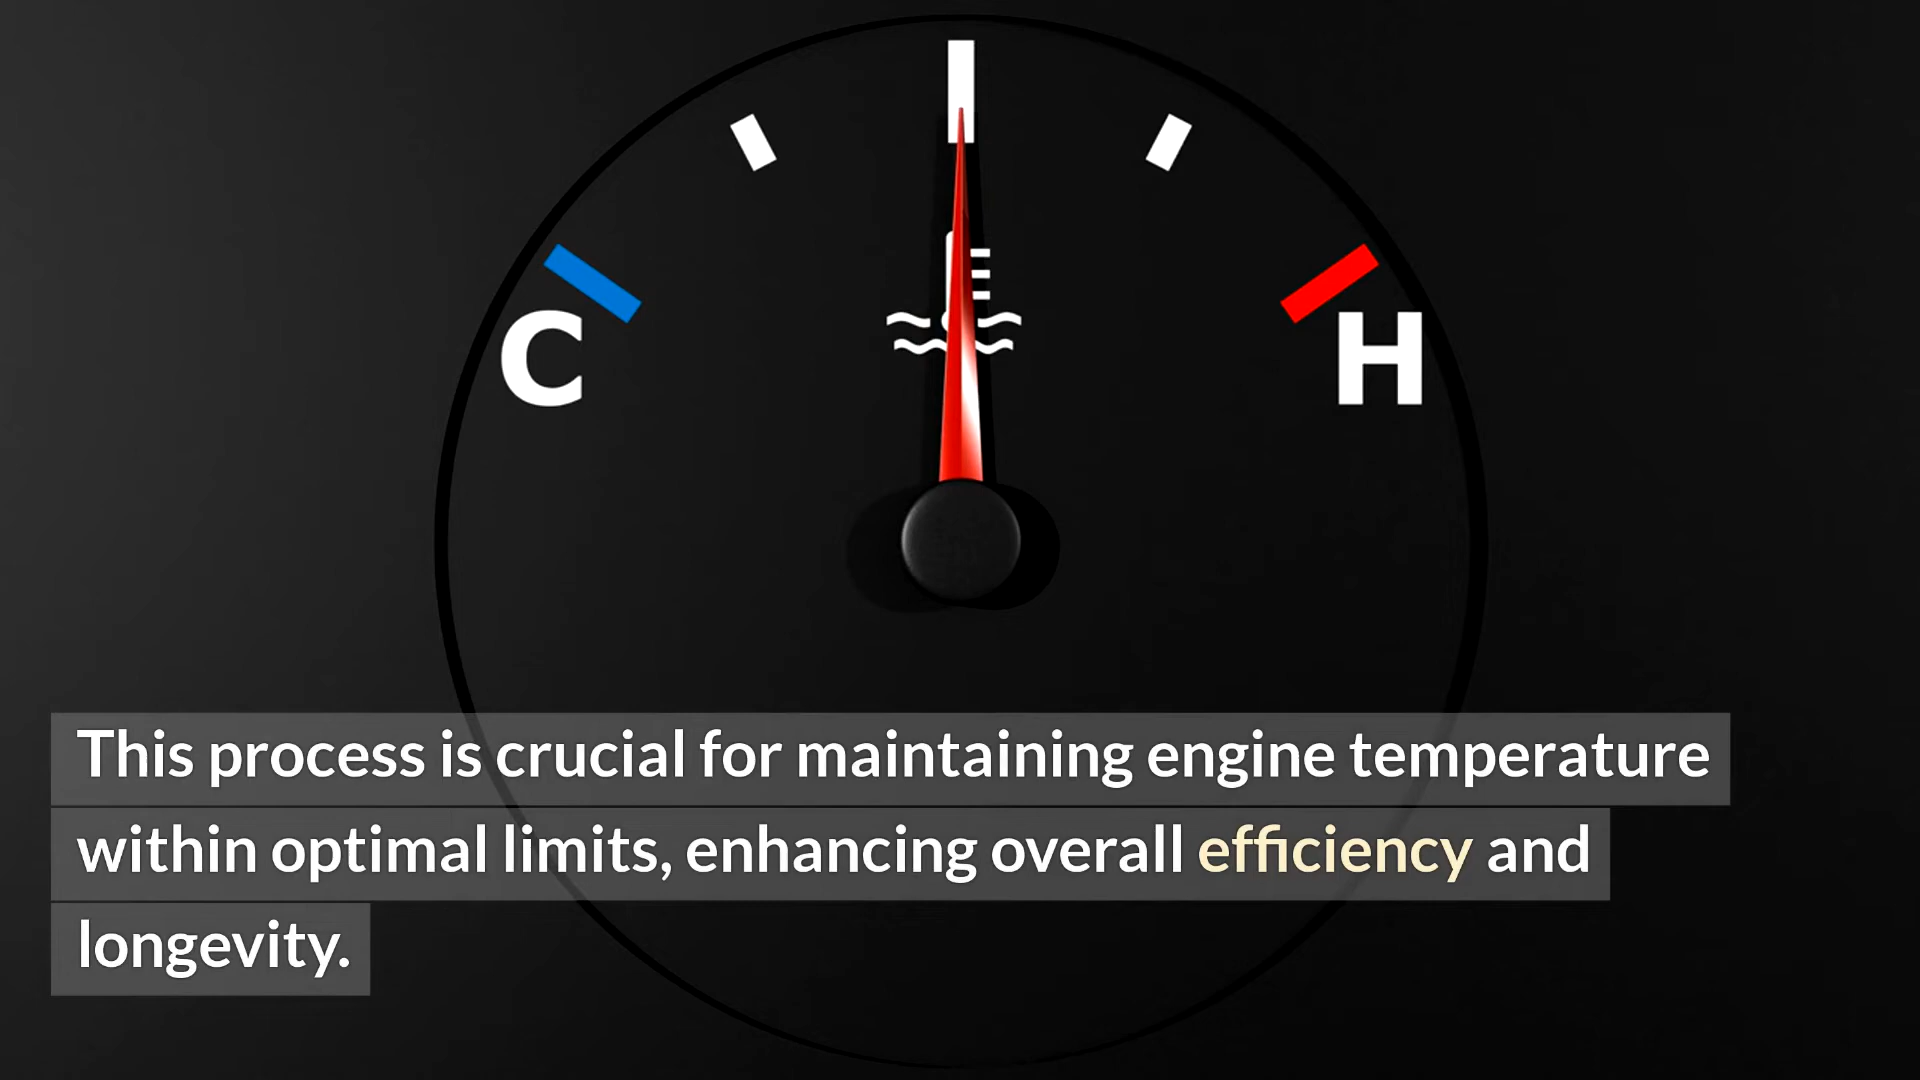 C
H
This process is crucial for maintaining engine temperature
within optimal limits, enhancing overall efficiency and
longevity.